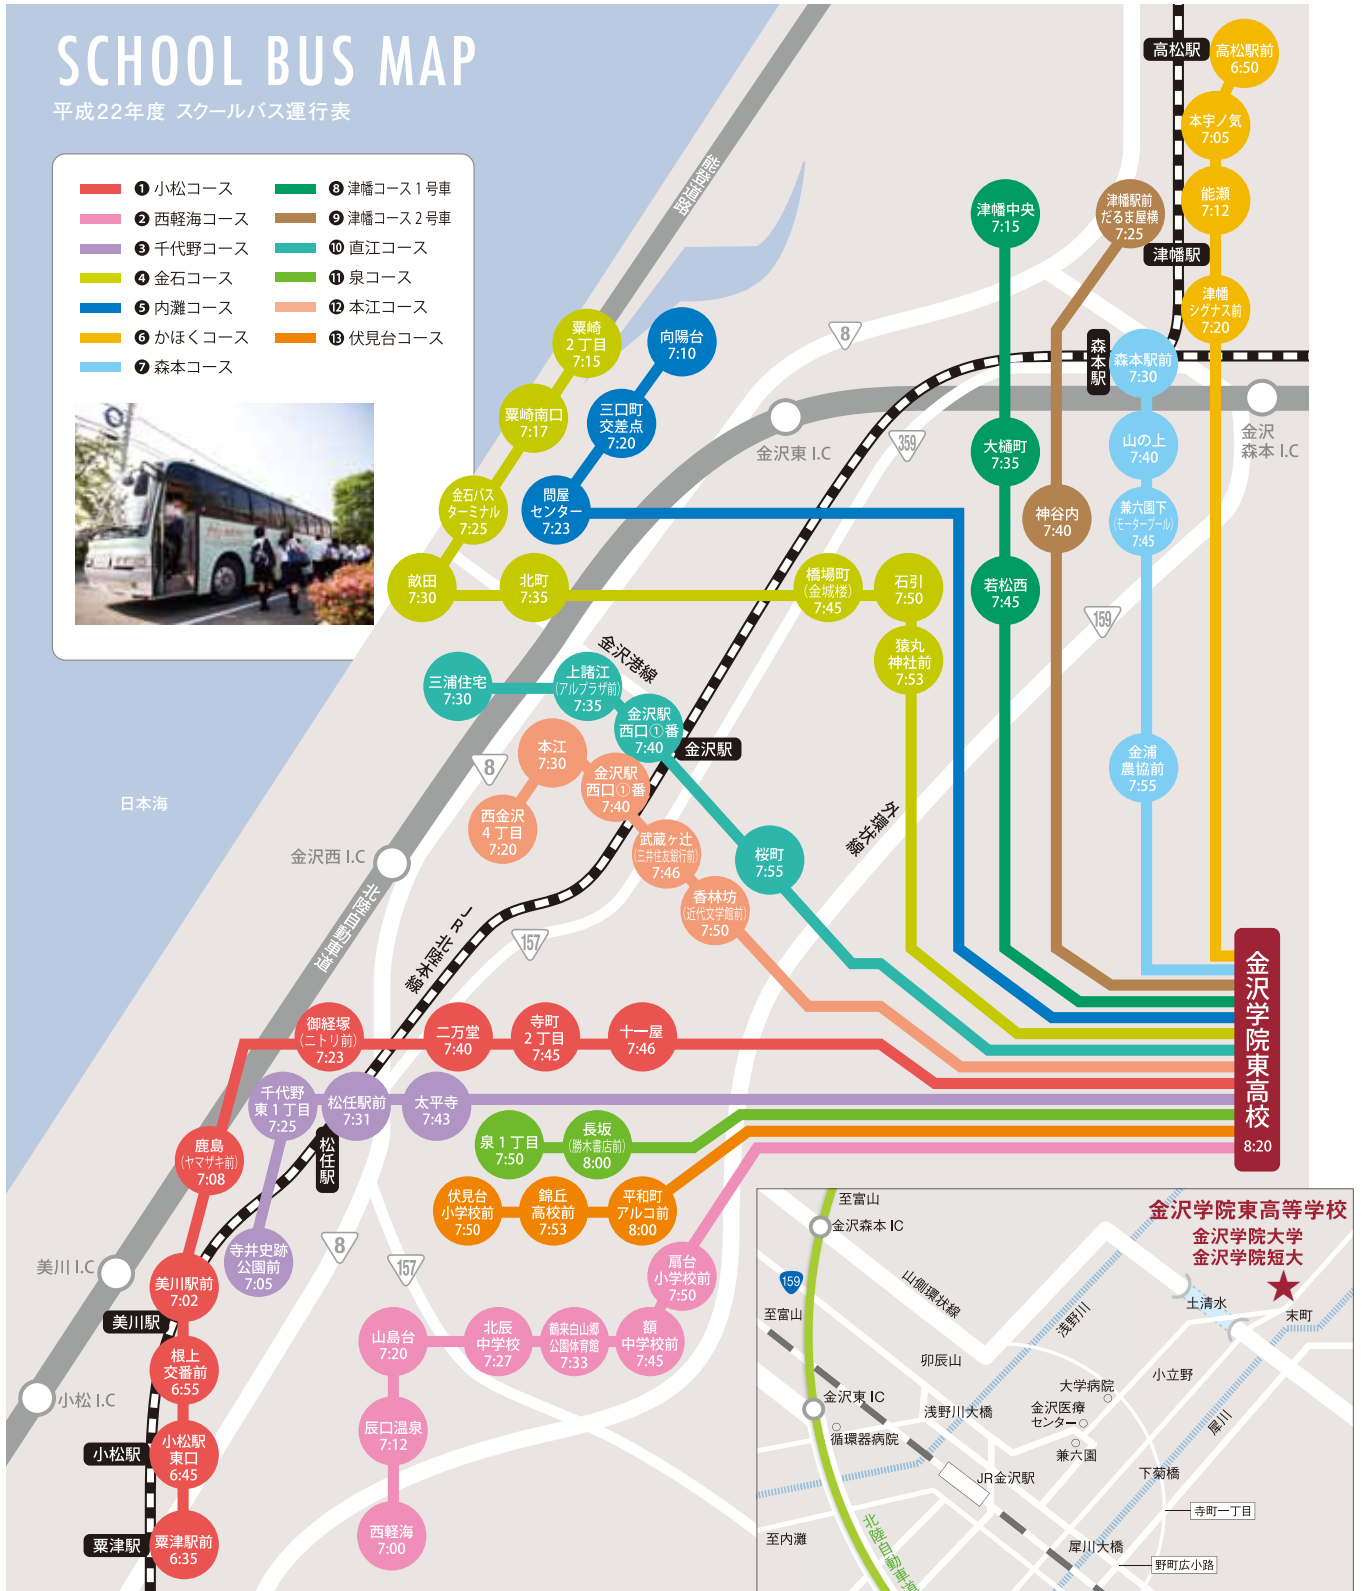 SCHOOL BUS MAP
平成22年度 スクールバス運行表
❶ 小松コース
❷ 西軽海コース
❸ 千代野コース
❹ 金石コース
❺ 内灘コース
❻ かほくコース
❼ 森本コース
❽ 津幡コース1号車
❾ 津幡コース2号車
❿ 直江コース
⓫ 泉コース
⓬ 本江コース
⓭ 伏見台コース
能登道路
高松駅
高松駅前
6:50
本宇ノ気
7:05
能瀬
7:12
津幡駅
津幡
シグナス前
7:20
津幡中央
7:15
津幡駅前
だるま屋横
7:25
粟崎
2丁目
7:15
向陽台
7:10
8
森本駅
森本駅前
7:30
粟崎南口
7:17
三口町
交差点
7:20
金沢東 I.C
359
金沢
森本 I.C
大樋町
7:35
山の上
7:40
金石バス
ターミナル
7:25
問屋
センター
7:23
神谷内
7:40
兼六園下
(モータープール)
7:45
畝田
7:30
北町
7:35
橋場町
(金城楼)
7:45
石引
7:50
若松西
7:45
159
猿丸
神社前
7:53
金沢港線
三浦住宅
7:30
上諸江
(アルプラザ前)
7:35
金沢駅
西口①番
7:40
金沢駅
8
本江
7:30
金沢駅
西口①番
7:40
金浦
農協前
7:55
日本海
西金沢
4丁目
7:20
武蔵ヶ辻
(三井住友銀行前)
7:46
桜町
7:55
外環状線
金沢西 I.C
北陸自動車道
香林坊
(近代文学館前)
7:50
JR北陸本線
157
金沢学院東高校
8:20
御経塚
(ニトリ前)
7:23
二万堂
7:40
寺町
2丁目
7:45
十一屋
7:46
千代野
東1丁目
7:25
松任駅前
7:31
太平寺
7:43
松任駅
鹿島
(ヤマザキ前)
7:08
泉1丁目
7:50
長坂
(勝木書店前)
8:00
伏見台
小学校前
7:50
錦丘
高校前
7:53
平和町
アルコ前
8:00
8
157
寺井史跡
公園前
7:05
美川 I.C
美川駅前
7:02
美川駅
扇台
小学校前
7:50
山島台
7:20
北辰
中学校
7:27
鶴来白山郷
公園体育館
7:33
額
中学校前
7:45
根上
交番前
6:55
小松 I.C
辰口温泉
7:12
小松駅
小松駅
東口
6:45
西軽海
7:00
粟津駅
粟津駅前
6:35
至富山
金沢森本 IC
金沢学院東高等学校
金沢学院大学
金沢学院短大
159
至富山
山側環状線
浅野川
土清水
末町
卯辰山
小立野
大学病院
金沢東 IC
浅野川大橋
金沢医療
センター
循環器病院
兼六園
犀川
JR金沢駅
下菊橋
寺町一丁目
至内灘
犀川大橋
野町広小路
北陸自動車道